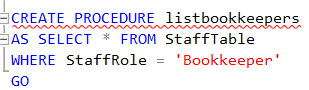 CREATE PROCEDURE listbookkeepers
AS SELECT * FROM StaffTable
WHERE StaffRole = 'Bookkeeper'
GO